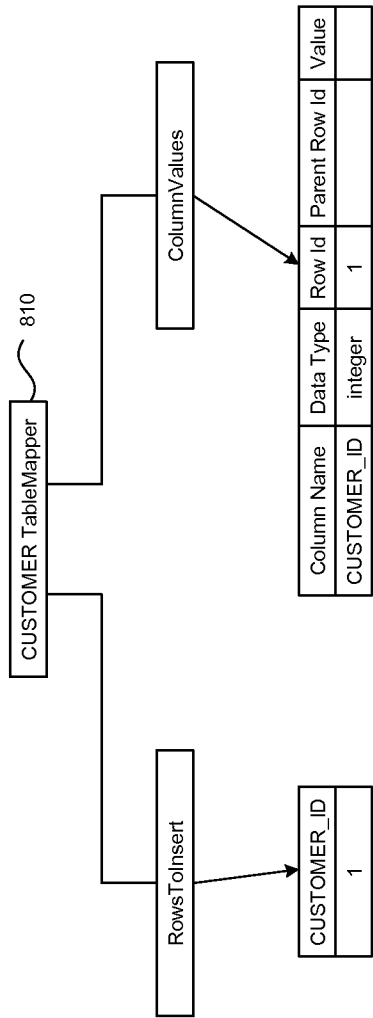 CUSTOMER TableMapper
810
RowsToInsert
ColumnValues
CUSTOMER_ID
1
Column Name Data Type Row Id Parent Row Id Value
CUSTOMER_ID integer 1